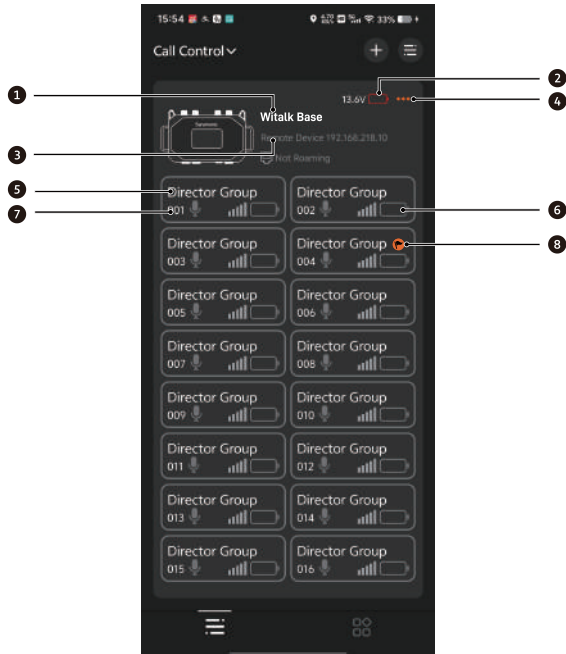 15:54 33%
Call Control
13.6V
1 2
Witalk Base 4
Saramonic
3 Remote Device 192.168.218.10
Not Roaming
5 Director Group Director Group
7 001 002 6
Director Group Director Group 8
003 004
Director Group Director Group
005 006
Director Group Director Group
007 008
Director Group Director Group
009 010
Director Group Director Group
011 012
Director Group Director Group
013 014
Director Group Director Group
015 016